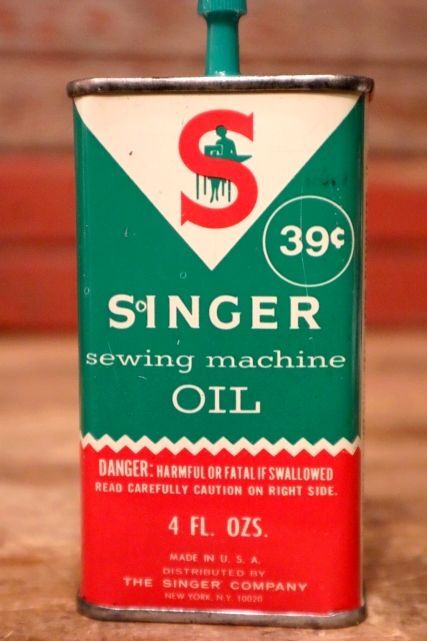 S
39¢
SINGER
sewing machine
OIL
DANGER: HARMFUL OR FATAL IF SWALLOWED
READ CAREFULLY CAUTION ON RIGHT SIDE.
4 FL. OZS.
MADE IN U. S. A.
DISTRIBUTED BY
THE SINGER COMPANY
NEW YORK, N.Y. 10020